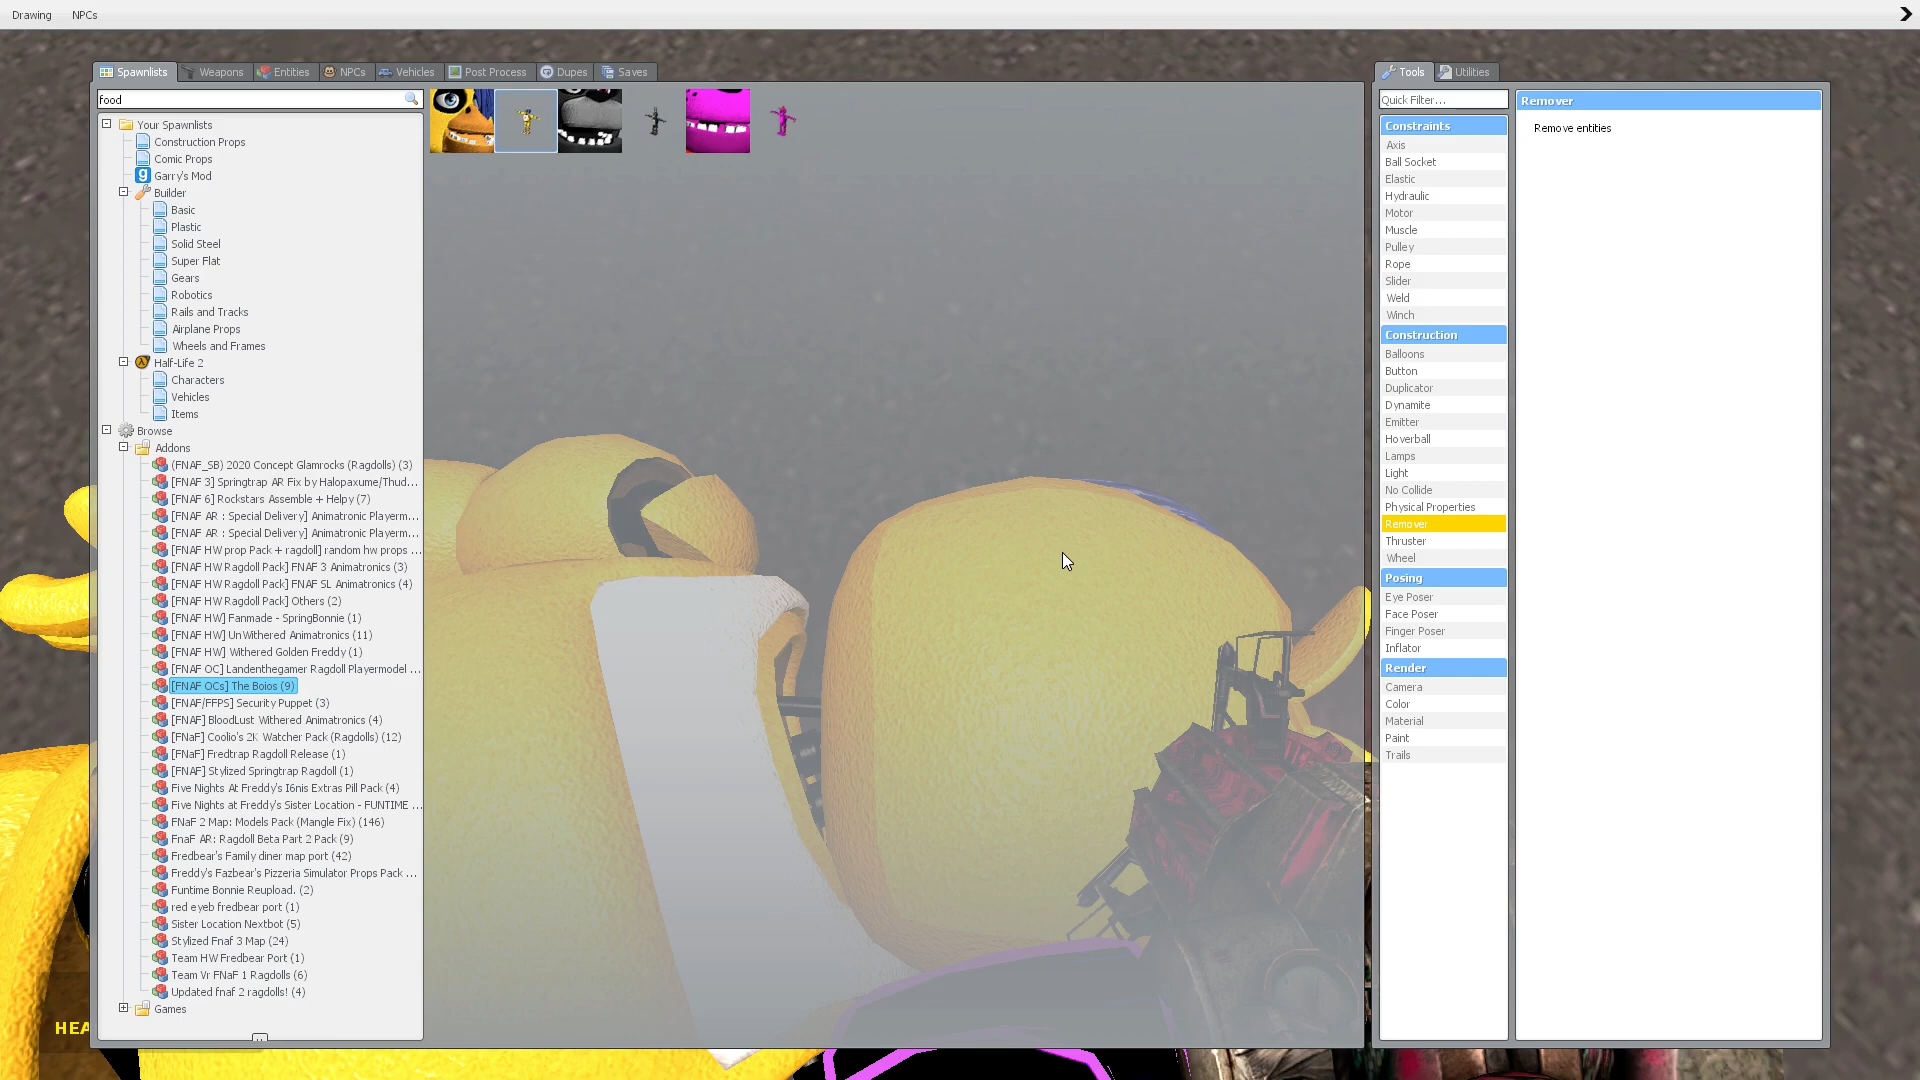 Drawing NPCs
Spawnlists Weapons Entities NPCs Vehicles Post Process Dupes Saves
food
Your Spawnlists
Construction Props
Comic Props
Garry's Mod
Builder
Basic
Plastic
Solid Steel
Super Flat
Gears
Robotics
Rails and Tracks
Airplane Props
Wheels and Frames
Half-Life 2
Characters
Vehicles
Items
Browse
Addons
(FNAF_SB) 2020 Concept Glamrocks (Ragdolls) (3)
[FNAF 3] Springtrap AR Fix by Halopaxume/Thud...
[FNAF 6] Rockstars Assemble + Helpy (7)
[FNAF AR : Special Delivery] Animatronic Playerm...
[FNAF AR : Special Delivery] Animatronic Playerm...
[FNAF HW prop Pack + ragdoll] random hw props ...
[FNAF HW Ragdoll Pack] FNAF 3 Animatronics (3)
[FNAF HW Ragdoll Pack] FNAF SL Animatronics (4)
[FNAF HW Ragdoll Pack] Others (2)
[FNAF HW] Fanmade - SpringBonnie (1)
[FNAF HW] UnWithered Animatronics (11)
[FNAF HW] Withered Golden Freddy (1)
[FNAF OC] Landenthegamer Ragdoll Playermodel ...
[FNAF OCs] The Boios (9)
[FNAF/FFPS] Security Puppet (3)
[FNAF] BloodLust Withered Animatronics (4)
[FNaF] Coolio's 2K Watcher Pack (Ragdolls) (12)
[FNaF] Fredtrap Ragdoll Release (1)
[FNAF] Stylized Springtrap Ragdoll (1)
Five Nights At Freddy's I6nis Extras Pill Pack (4)
Five Nights at Freddy's Sister Location - FUNTIME ...
FNaF 2 Map: Models Pack (Mangle Fix) (146)
FnaF AR: Ragdoll Beta Part 2 Pack (9)
Fredbear's Family diner map port (42)
Freddy's Fazbear's Pizzeria Simulator Props Pack ...
Funtime Bonnie Reupload. (2)
red eyeb fredbear port (1)
Sister Location Nextbot (5)
Stylized Fnaf 3 Map (24)
Team HW Fredbear Port (1)
Team Vr FNaF 1 Ragdolls (6)
Updated fnaf 2 ragdolls! (4)
Games
HEA
Tools Utilities
Quick Filter...
Constraints
Axis
Ball Socket
Elastic
Hydraulic
Motor
Muscle
Pulley
Rope
Slider
Weld
Winch
Construction
Balloons
Button
Duplicator
Dynamite
Emitter
Hoverball
Lamps
Light
No Collide
Physical Properties
Remover
Thruster
Wheel
Posing
Eye Poser
Face Poser
Finger Poser
Inflator
Render
Camera
Color
Material
Paint
Trails
Remover
Remove entities